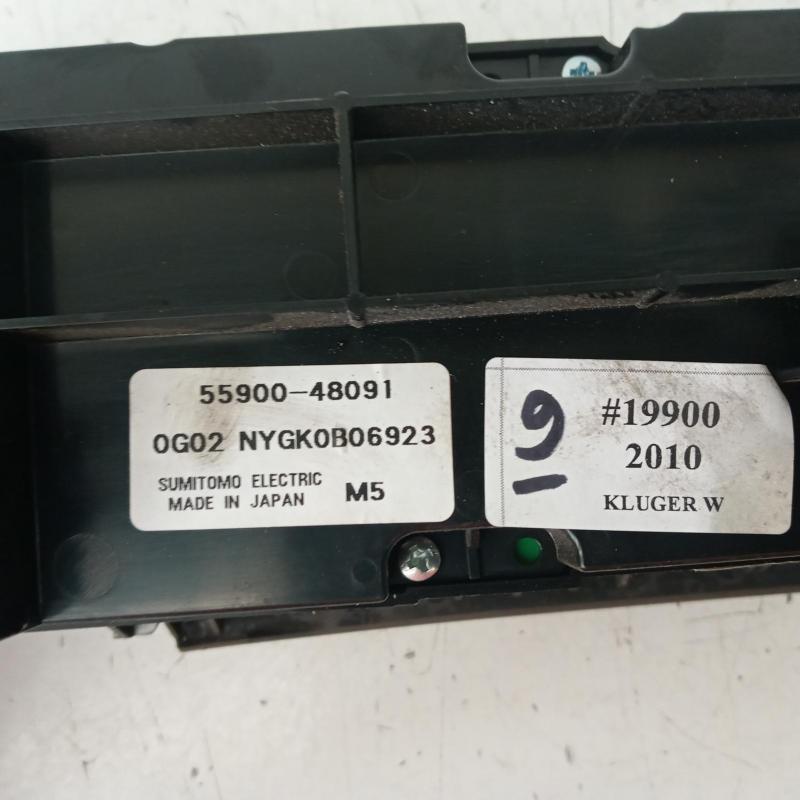 55900-48091
0G02 NYGK0B06923
SUMITOMO ELECTRIC
MADE IN JAPAN M5
9
#19900
2010
KLUGER W